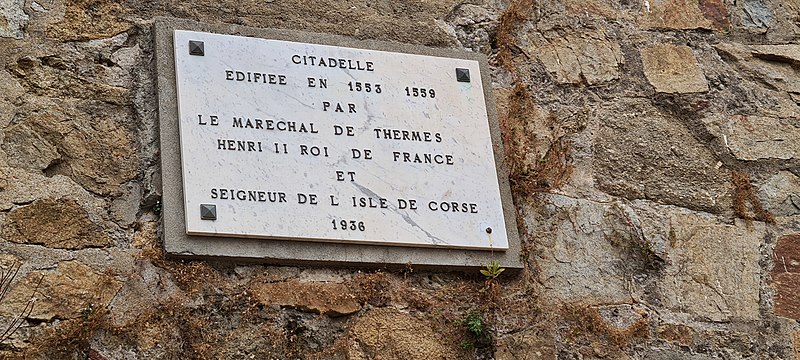 CITADELLE
EDIFIEE EN 1553 1559
PAR
LE MARECHAL DE THERMES
HENRI II ROI DE FRANCE
ET
SEIGNEUR DE L ISLE DE CORSE
1936